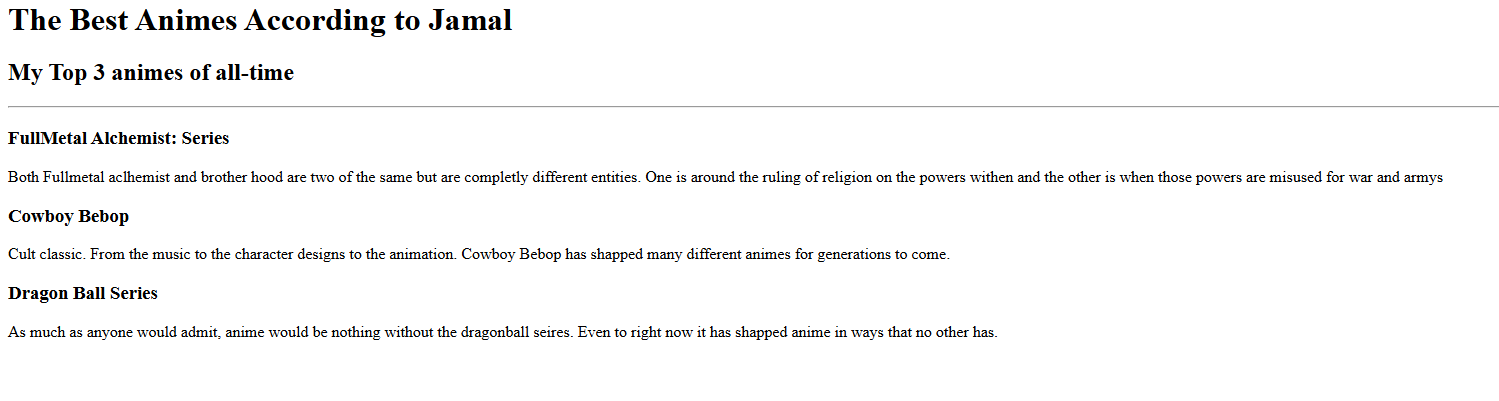 The Best Animes According to Jamal
My Top 3 animes of all-time
FullMetal Alchemist: Series
Both Fullmetal aclhemist and brother hood are two of the same but are completly different entities. One is around the ruling of religion on the powers withen and the other is when those powers are misused for war and armys
Cowboy Bebop
Cult classic. From the music to the character designs to the animation. Cowboy Bebop has shapped many different animes for generations to come.
Dragon Ball Series
As much as anyone would admit, anime would be nothing without the dragonball seires. Even to right now it has shapped anime in ways that no other has.